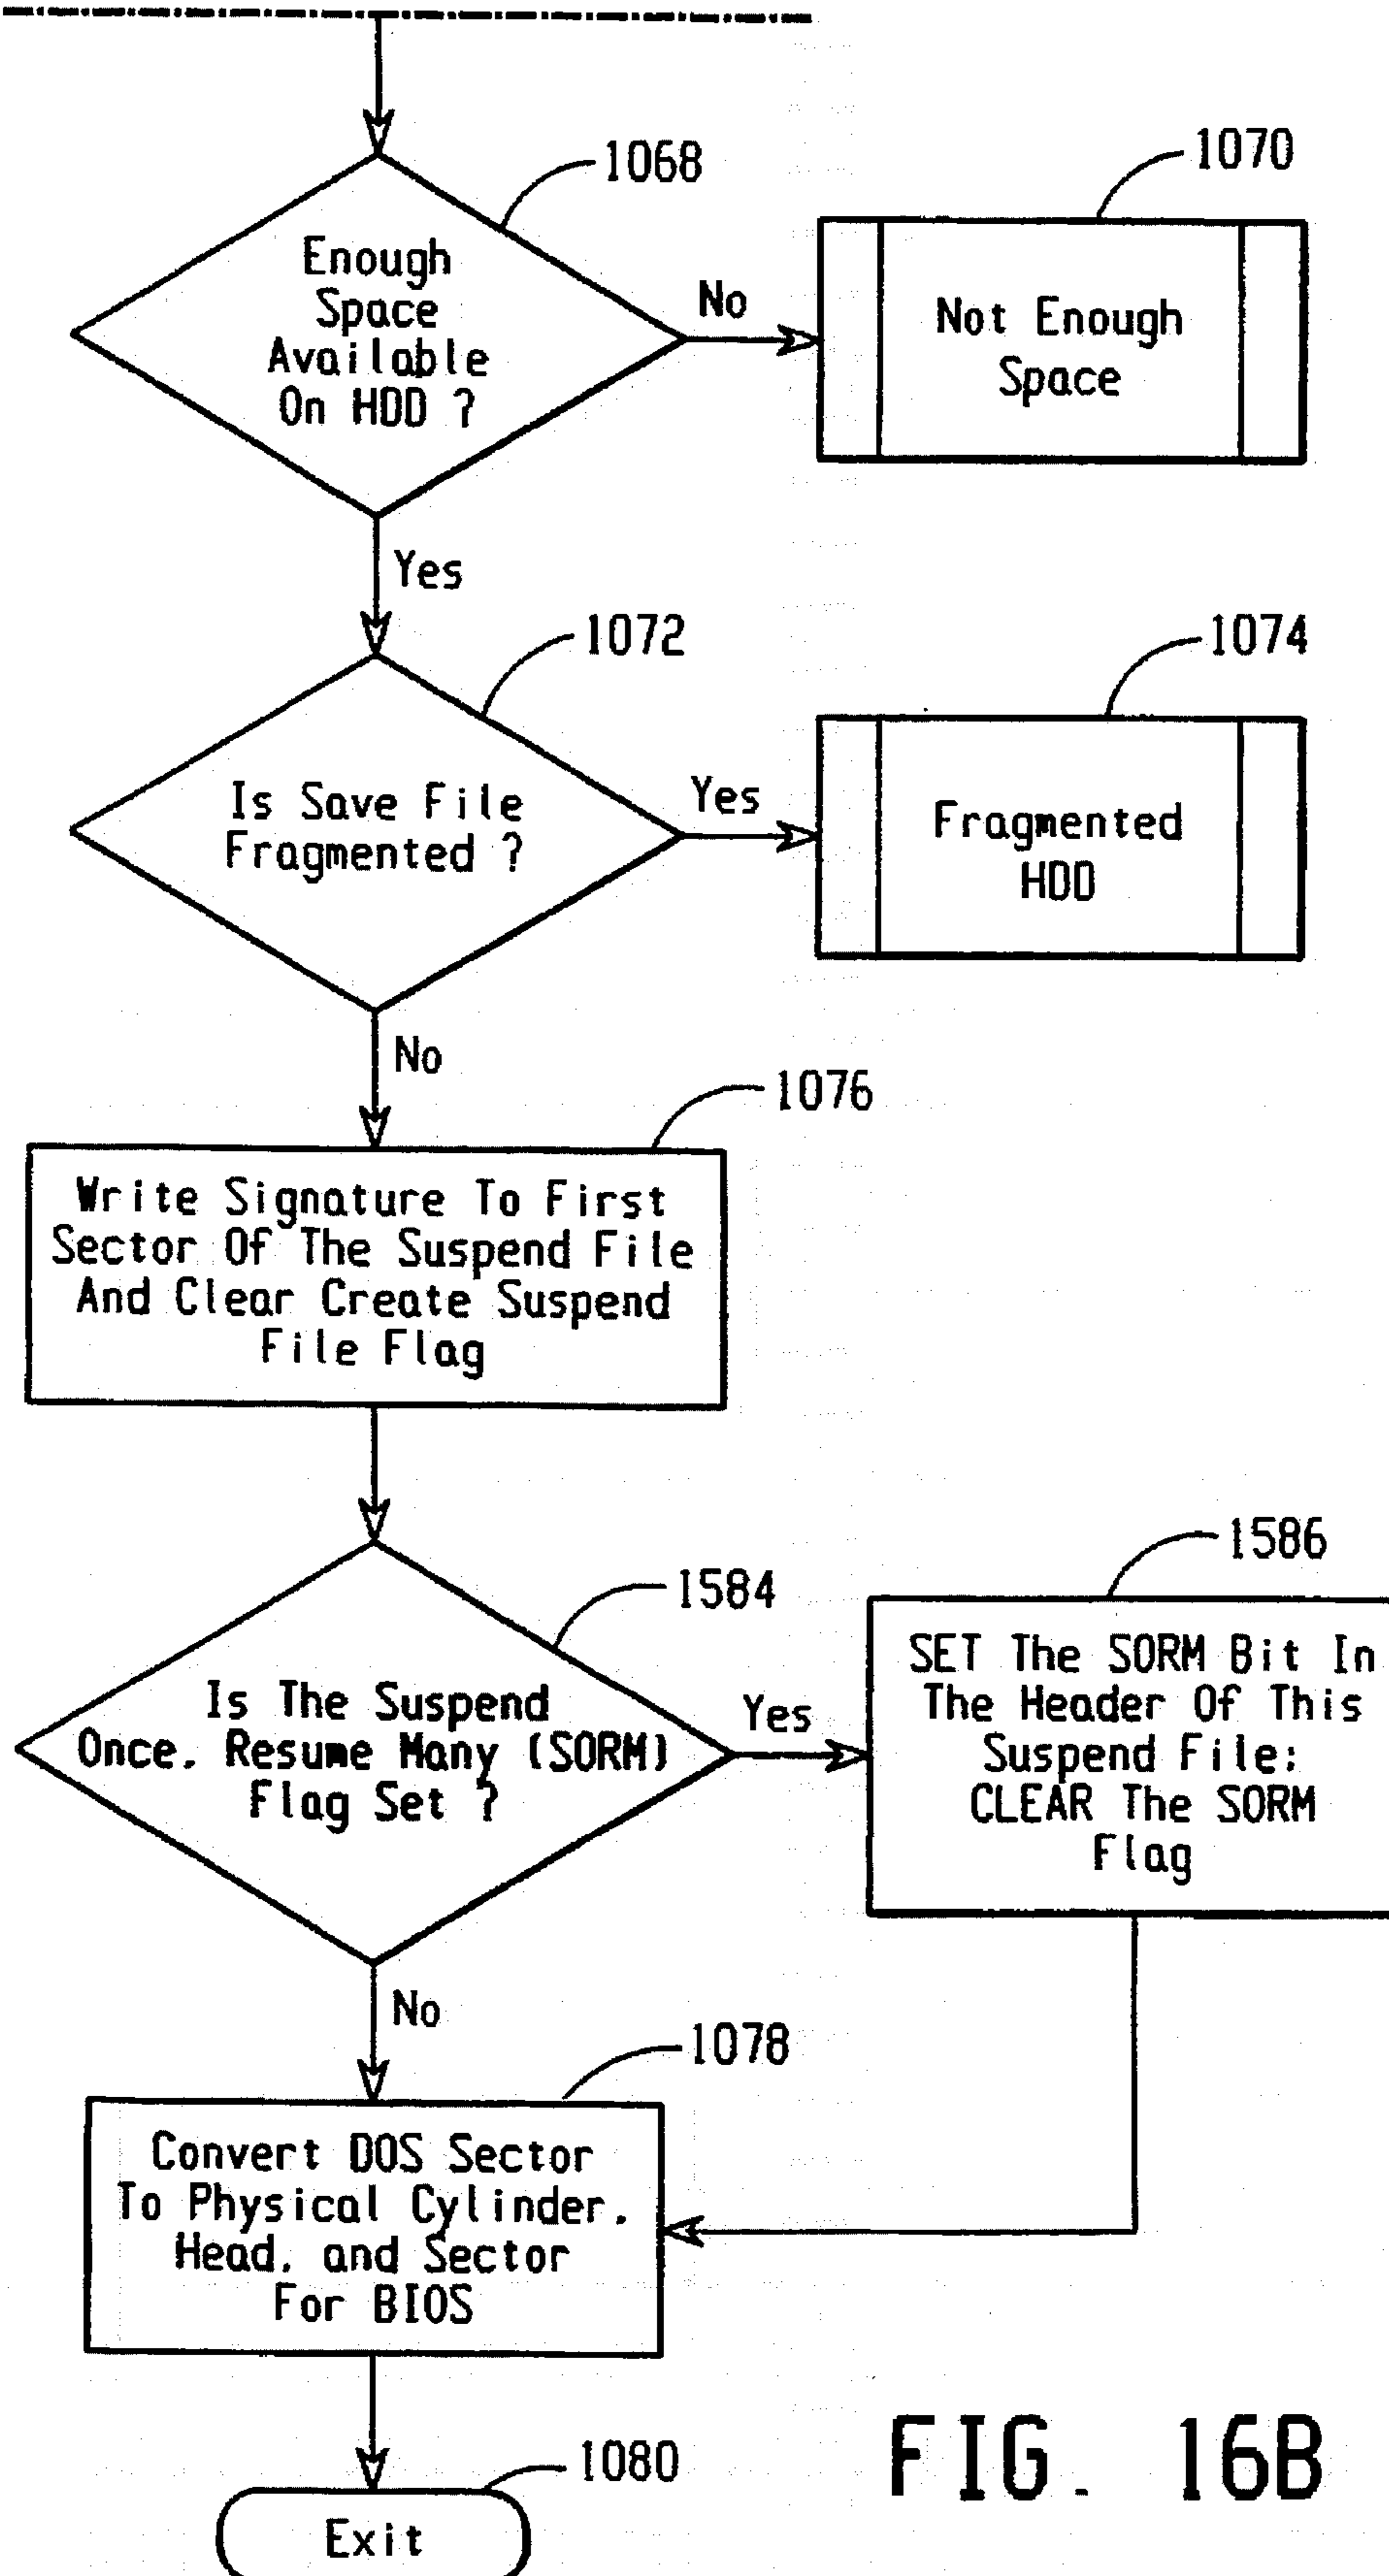 1068
Enough
Space
Available
On HDD ?
No
1070
Not Enough
Space
Yes
1072
Is Save File
Fragmented ?
Yes
1074
Fragmented
HDD
No
1076
Write Signature To First
Sector Of The Suspend File
And Clear Create Suspend
File Flag
1584
Is The Suspend
Once, Resume Many (SORM)
Flag Set ?
Yes
1586
SET The SORM Bit In
The Header Of This
Suspend File;
CLEAR The SORM
Flag
No
1078
Convert DOS Sector
To Physical Cylinder,
Head, and Sector
For BIOS
1080
Exit
FIG. 16B